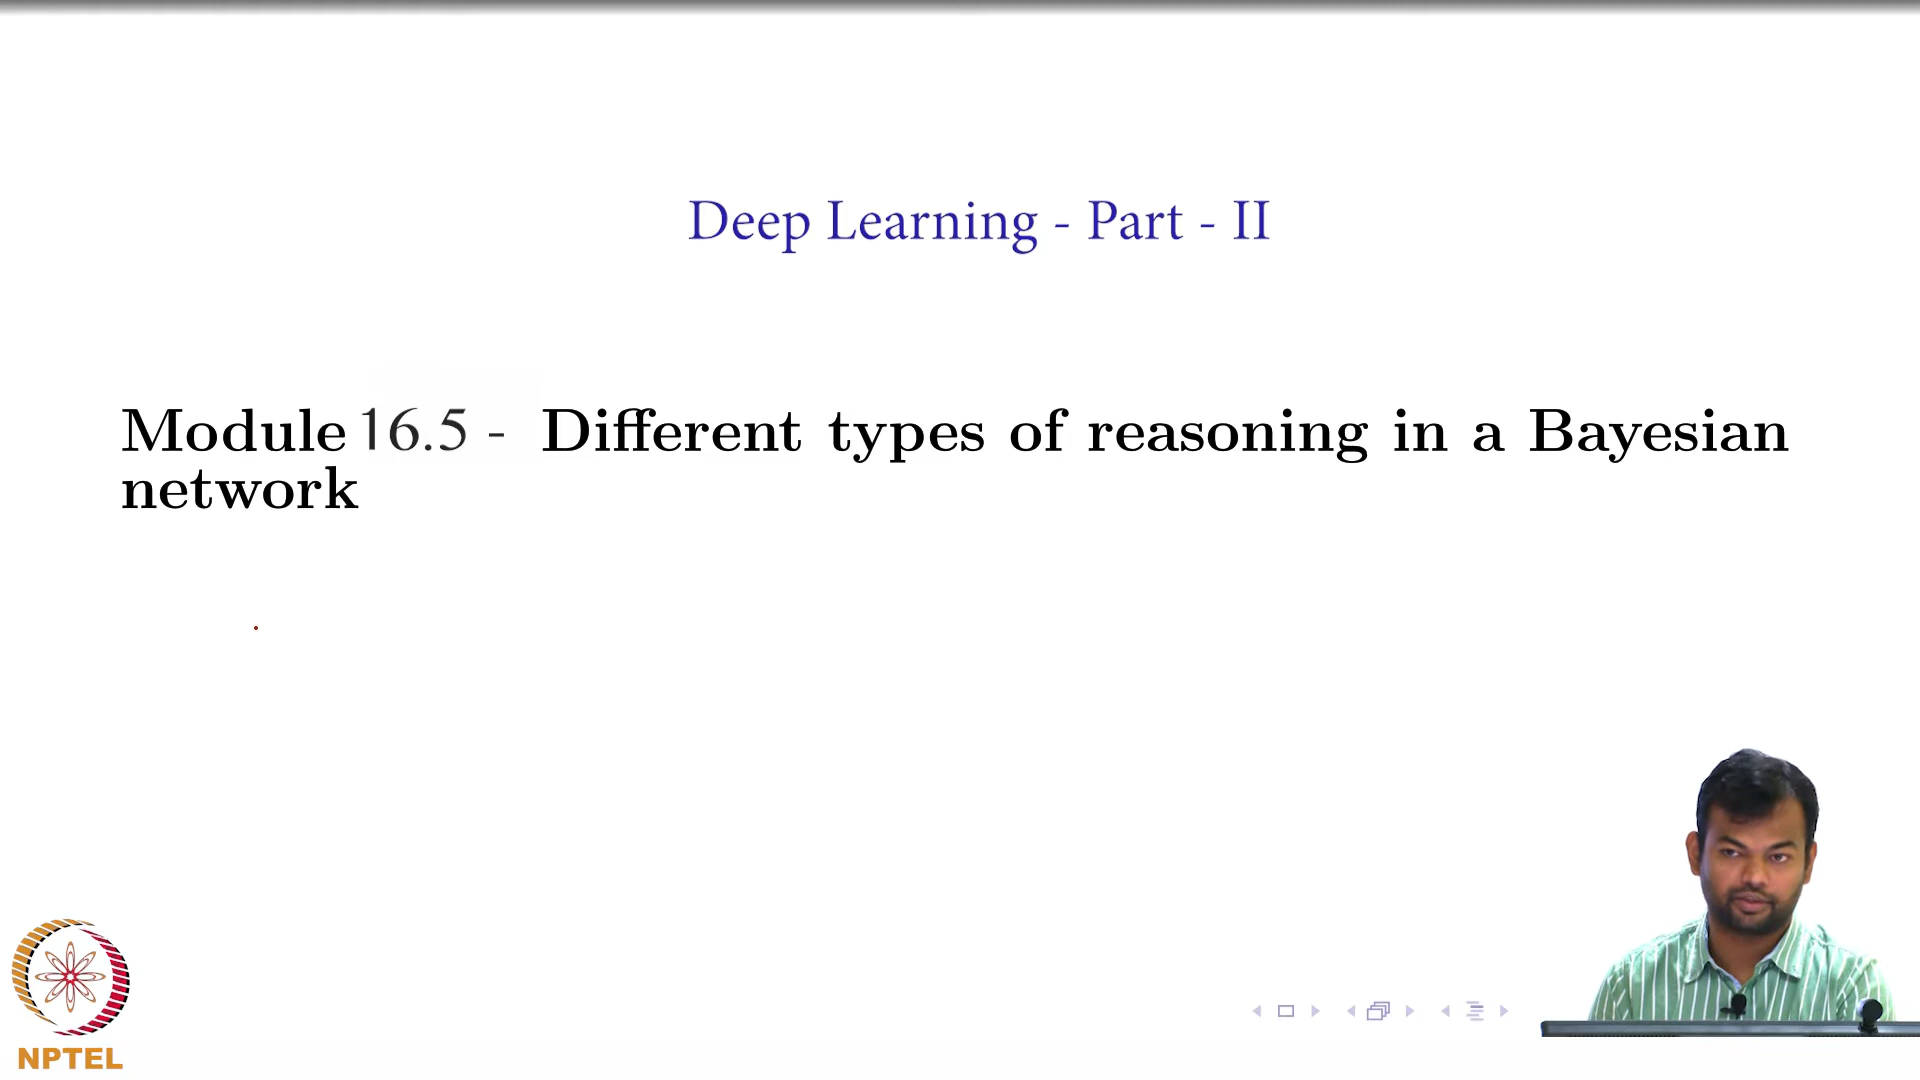 Deep Learning - Part - II
Module 16.5 - Different types of reasoning in a Bayesian
network
NPTEL